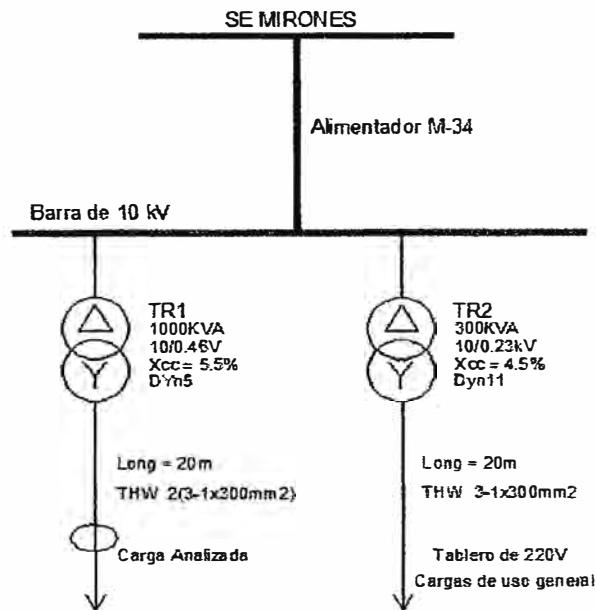 SE MIRONES
Alimentador M-34
Barra de 10 kV
TR1
1000KVA
10/0.46V
Xcc= 5.5%
DYn5
TR2
300KVA
10/0.23kV
Xcc= 4.5%
Dyn11
Long = 20m
THW 2(3-1x300mm2)
Carga Analizada
Long = 20m
THW 3-1x300mm2
Tablero de 220V
Cargas de uso general